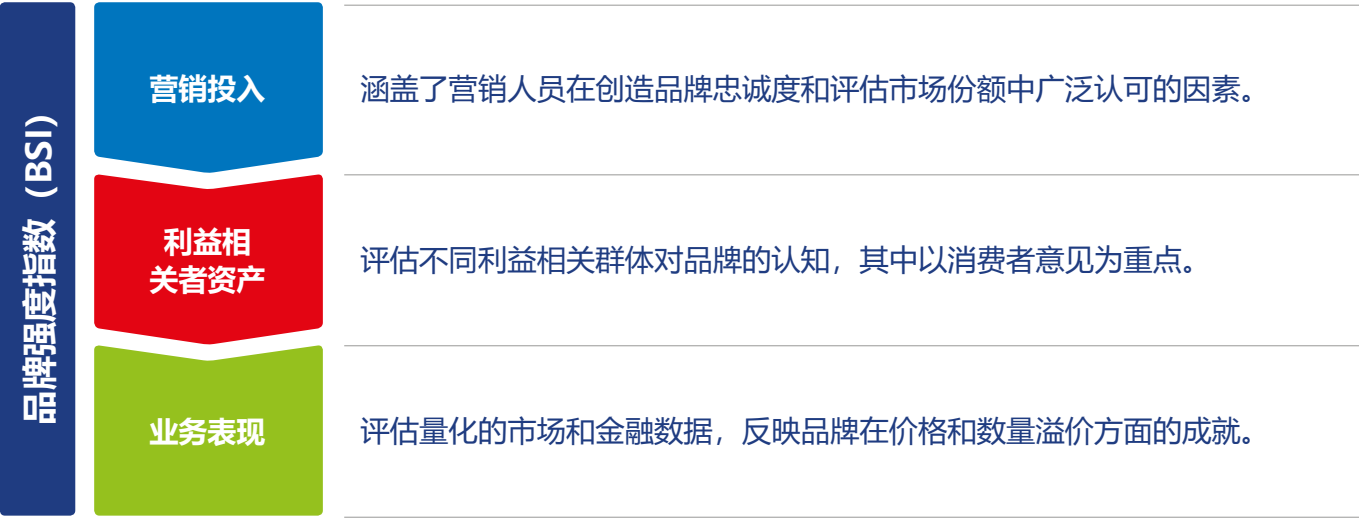 品牌强度指数（BSI）
营销投入
涵盖了营销人员在创造品牌忠诚度和评估市场份额中广泛认可的因素。
利益相
关者资产
评估不同利益相关群体对品牌的认知，其中以消费者意见为重点。
业务表现
评估量化的市场和金融数据，反映品牌在价格和数量溢价方面的成就。